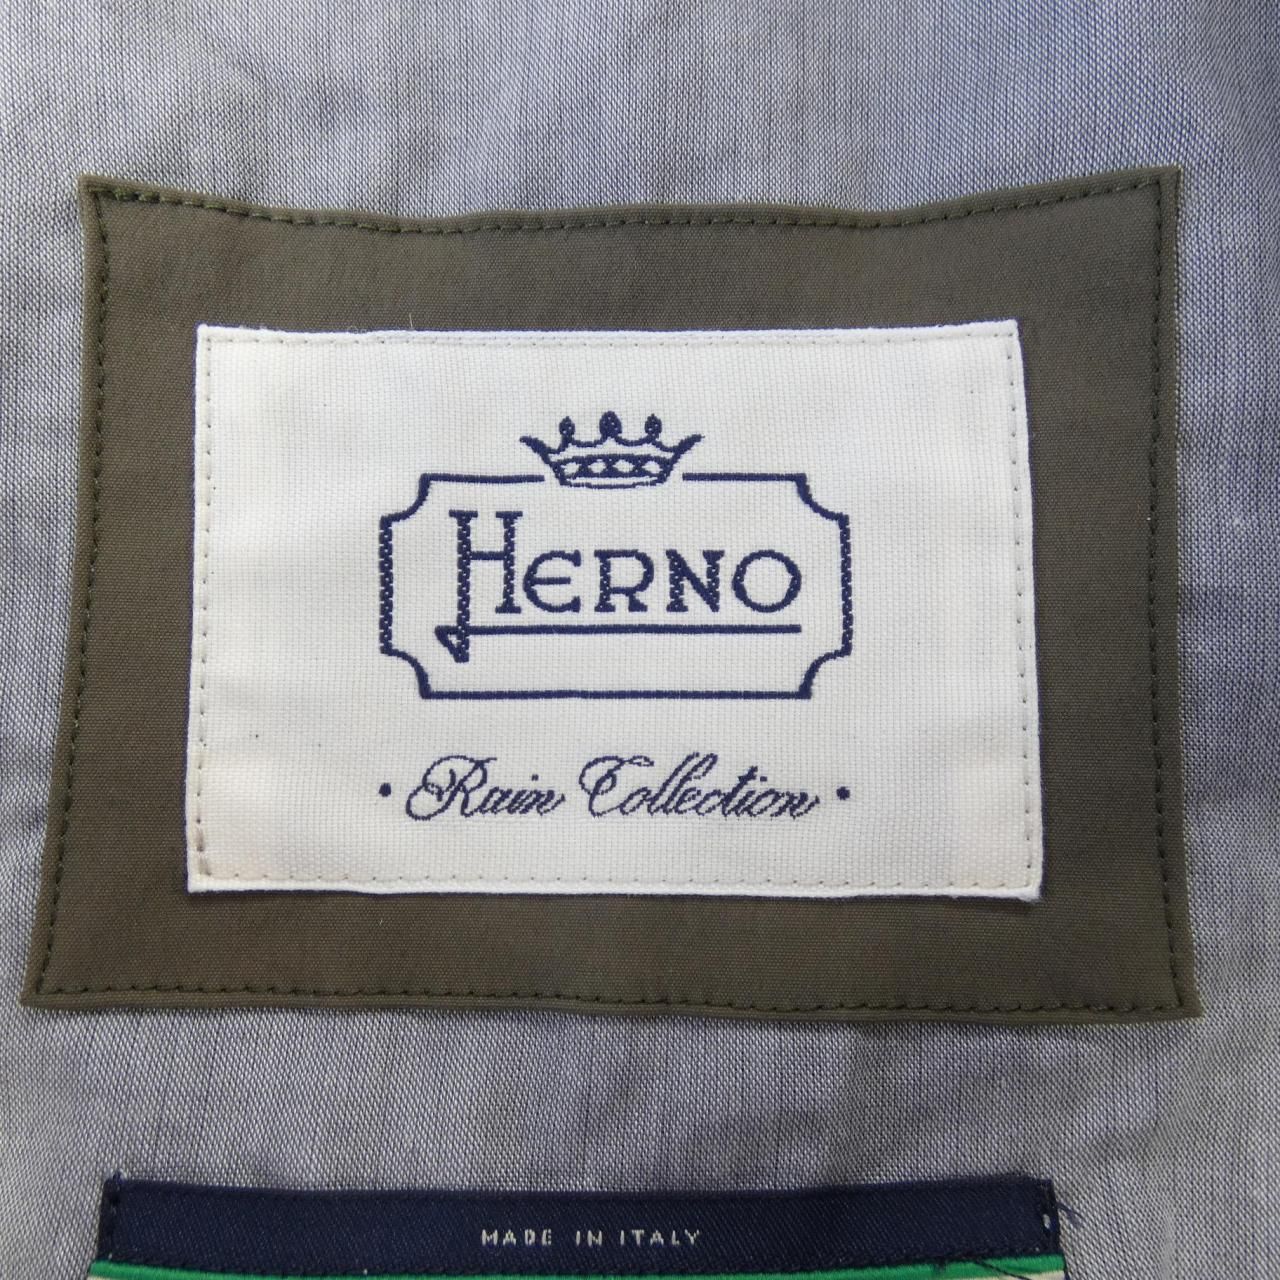 HERNO
• Rain Collection •
MADE IN ITALY